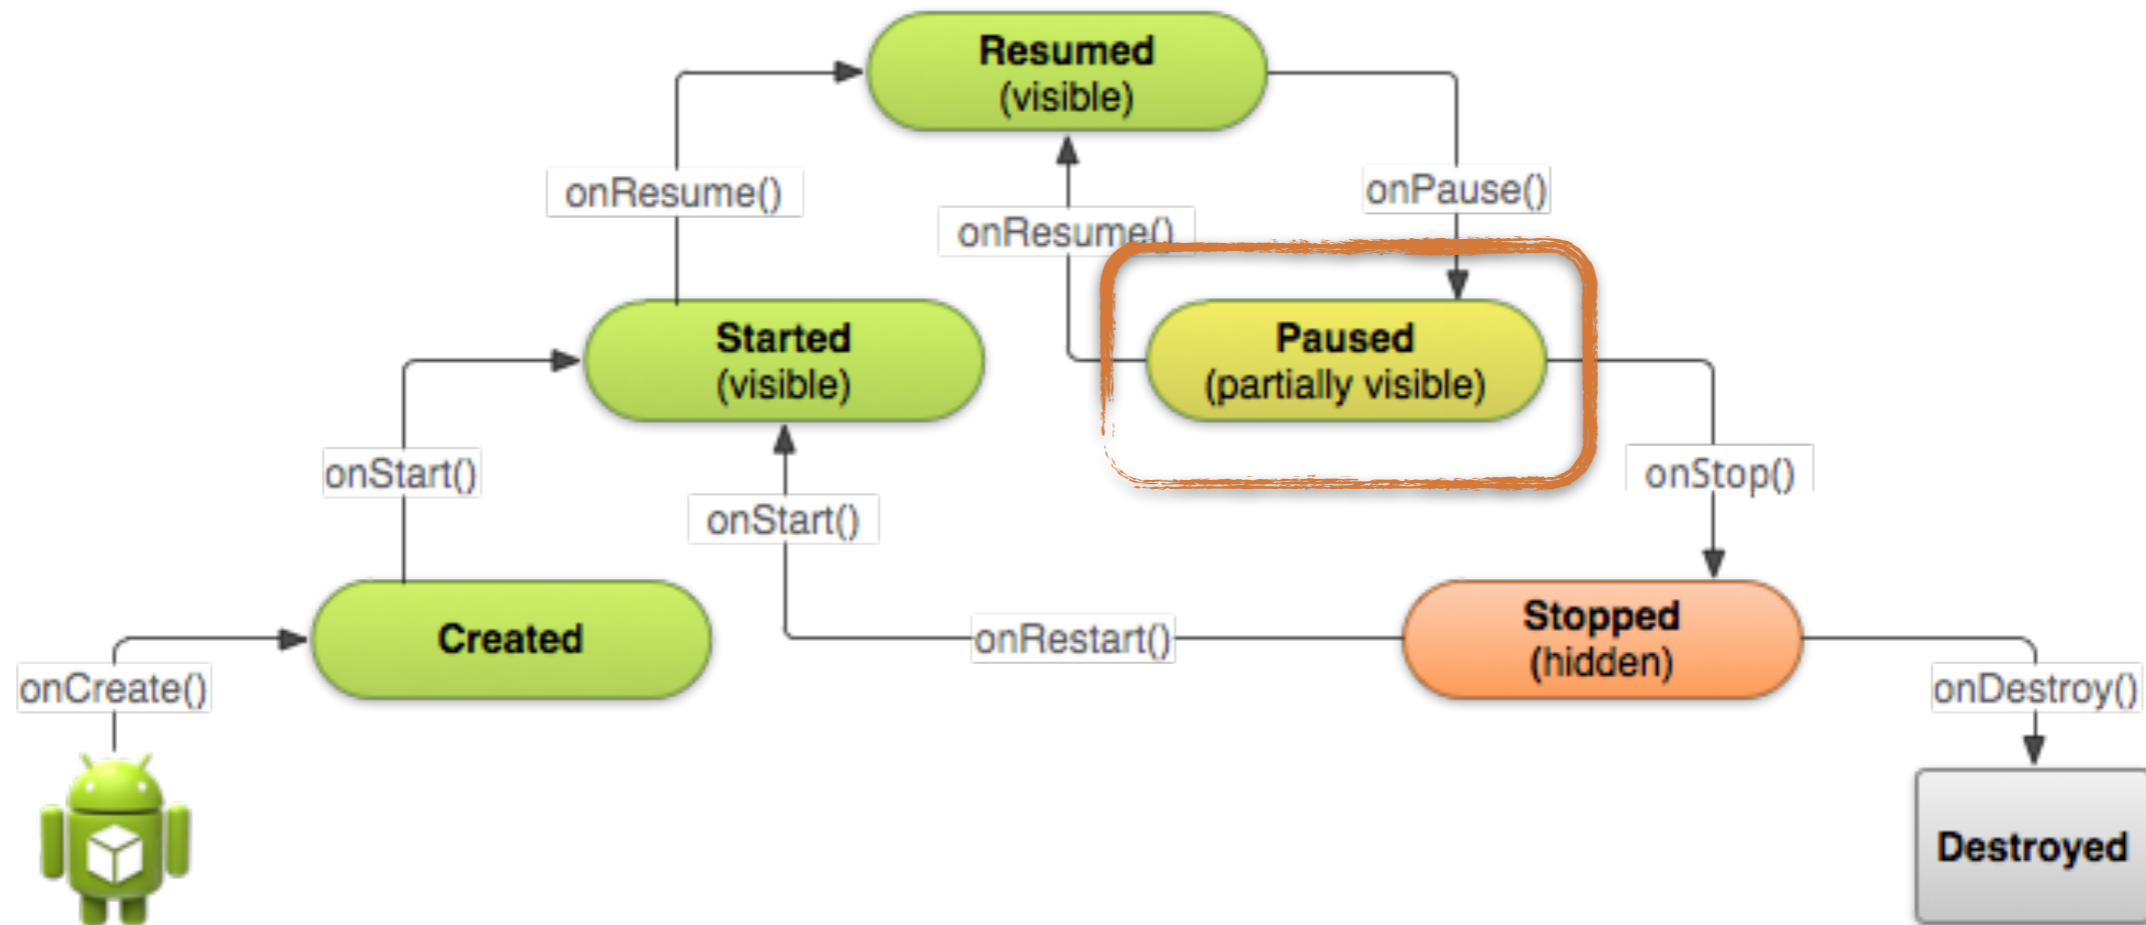 Resumed
(visible)
onResume()
onPause()
onResume()
Started
(visible)
Paused
(partially visible)
onStart()
onStop()
onStart()
Created
onRestart()
Stopped
(hidden)
onCreate()
onDestroy()
Destroyed